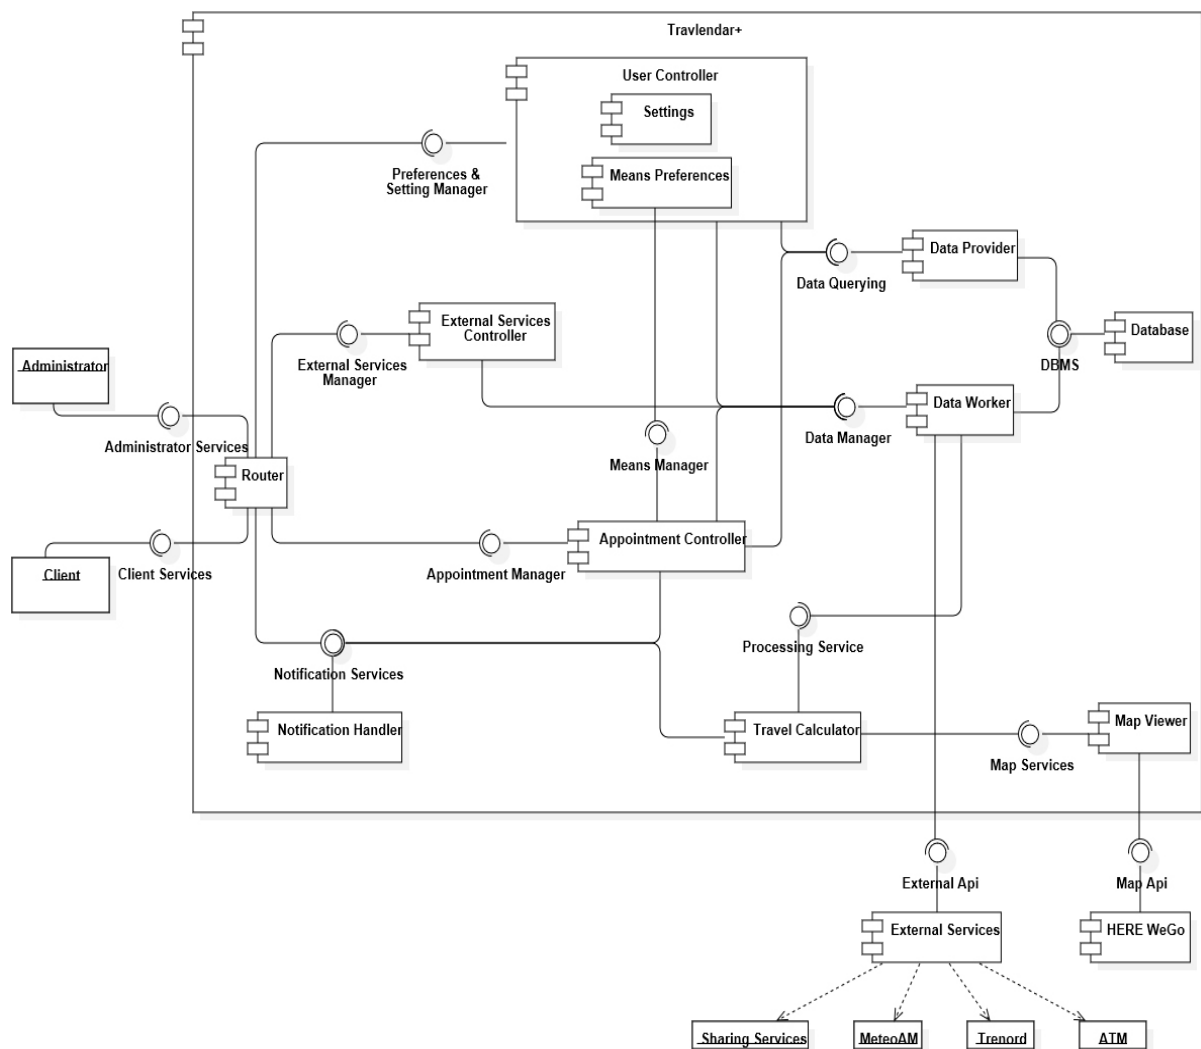 Travlendar+
User Controller
Settings
Means Preferences
Preferences &
Setting Manager
Data Provider
Data Querying
External Services
Controller
Database
External Services
Manager
DBMS
Administrator
Data Worker
Administrator Services
Data Manager
Means Manager
Router
Appointment Controller
Client
Client Services
Appointment Manager
Processing Service
Notification Services
Notification Handler
Travel Calculator
Map Viewer
Map Services
External Api
Map Api
External Services
HERE WeGo
Sharing Services
MeteoAM
Trenord
ATM